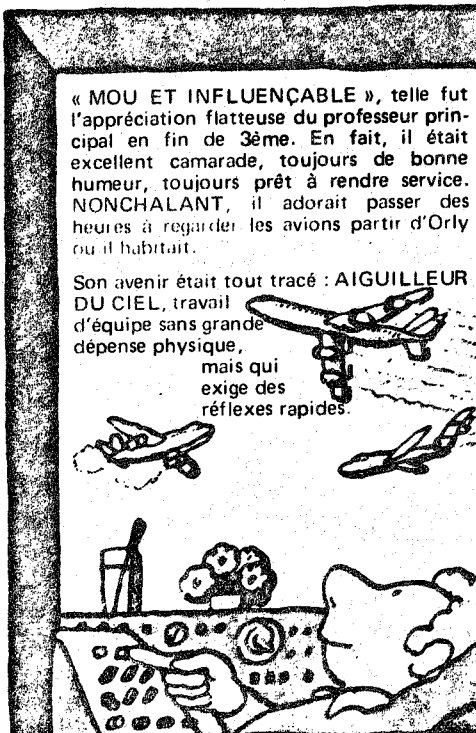 « MOU ET INFLUENÇABLE », telle fut
l'appréciation flatteuse du professeur prin-
cipal en fin de 3ème. En fait, il était
excellent camarade, toujours de bonne
humeur, toujours prêt à rendre service.
NONCHALANT, il adorait passer des
heures à regarder les avions partir d'Orly
ou il habitait.
Son avenir était tout tracé : AIGUILLEUR
DU CIEL, travail
d'équipe sans grande
dépense physique,
mais qui
exige des
réflexes rapides.